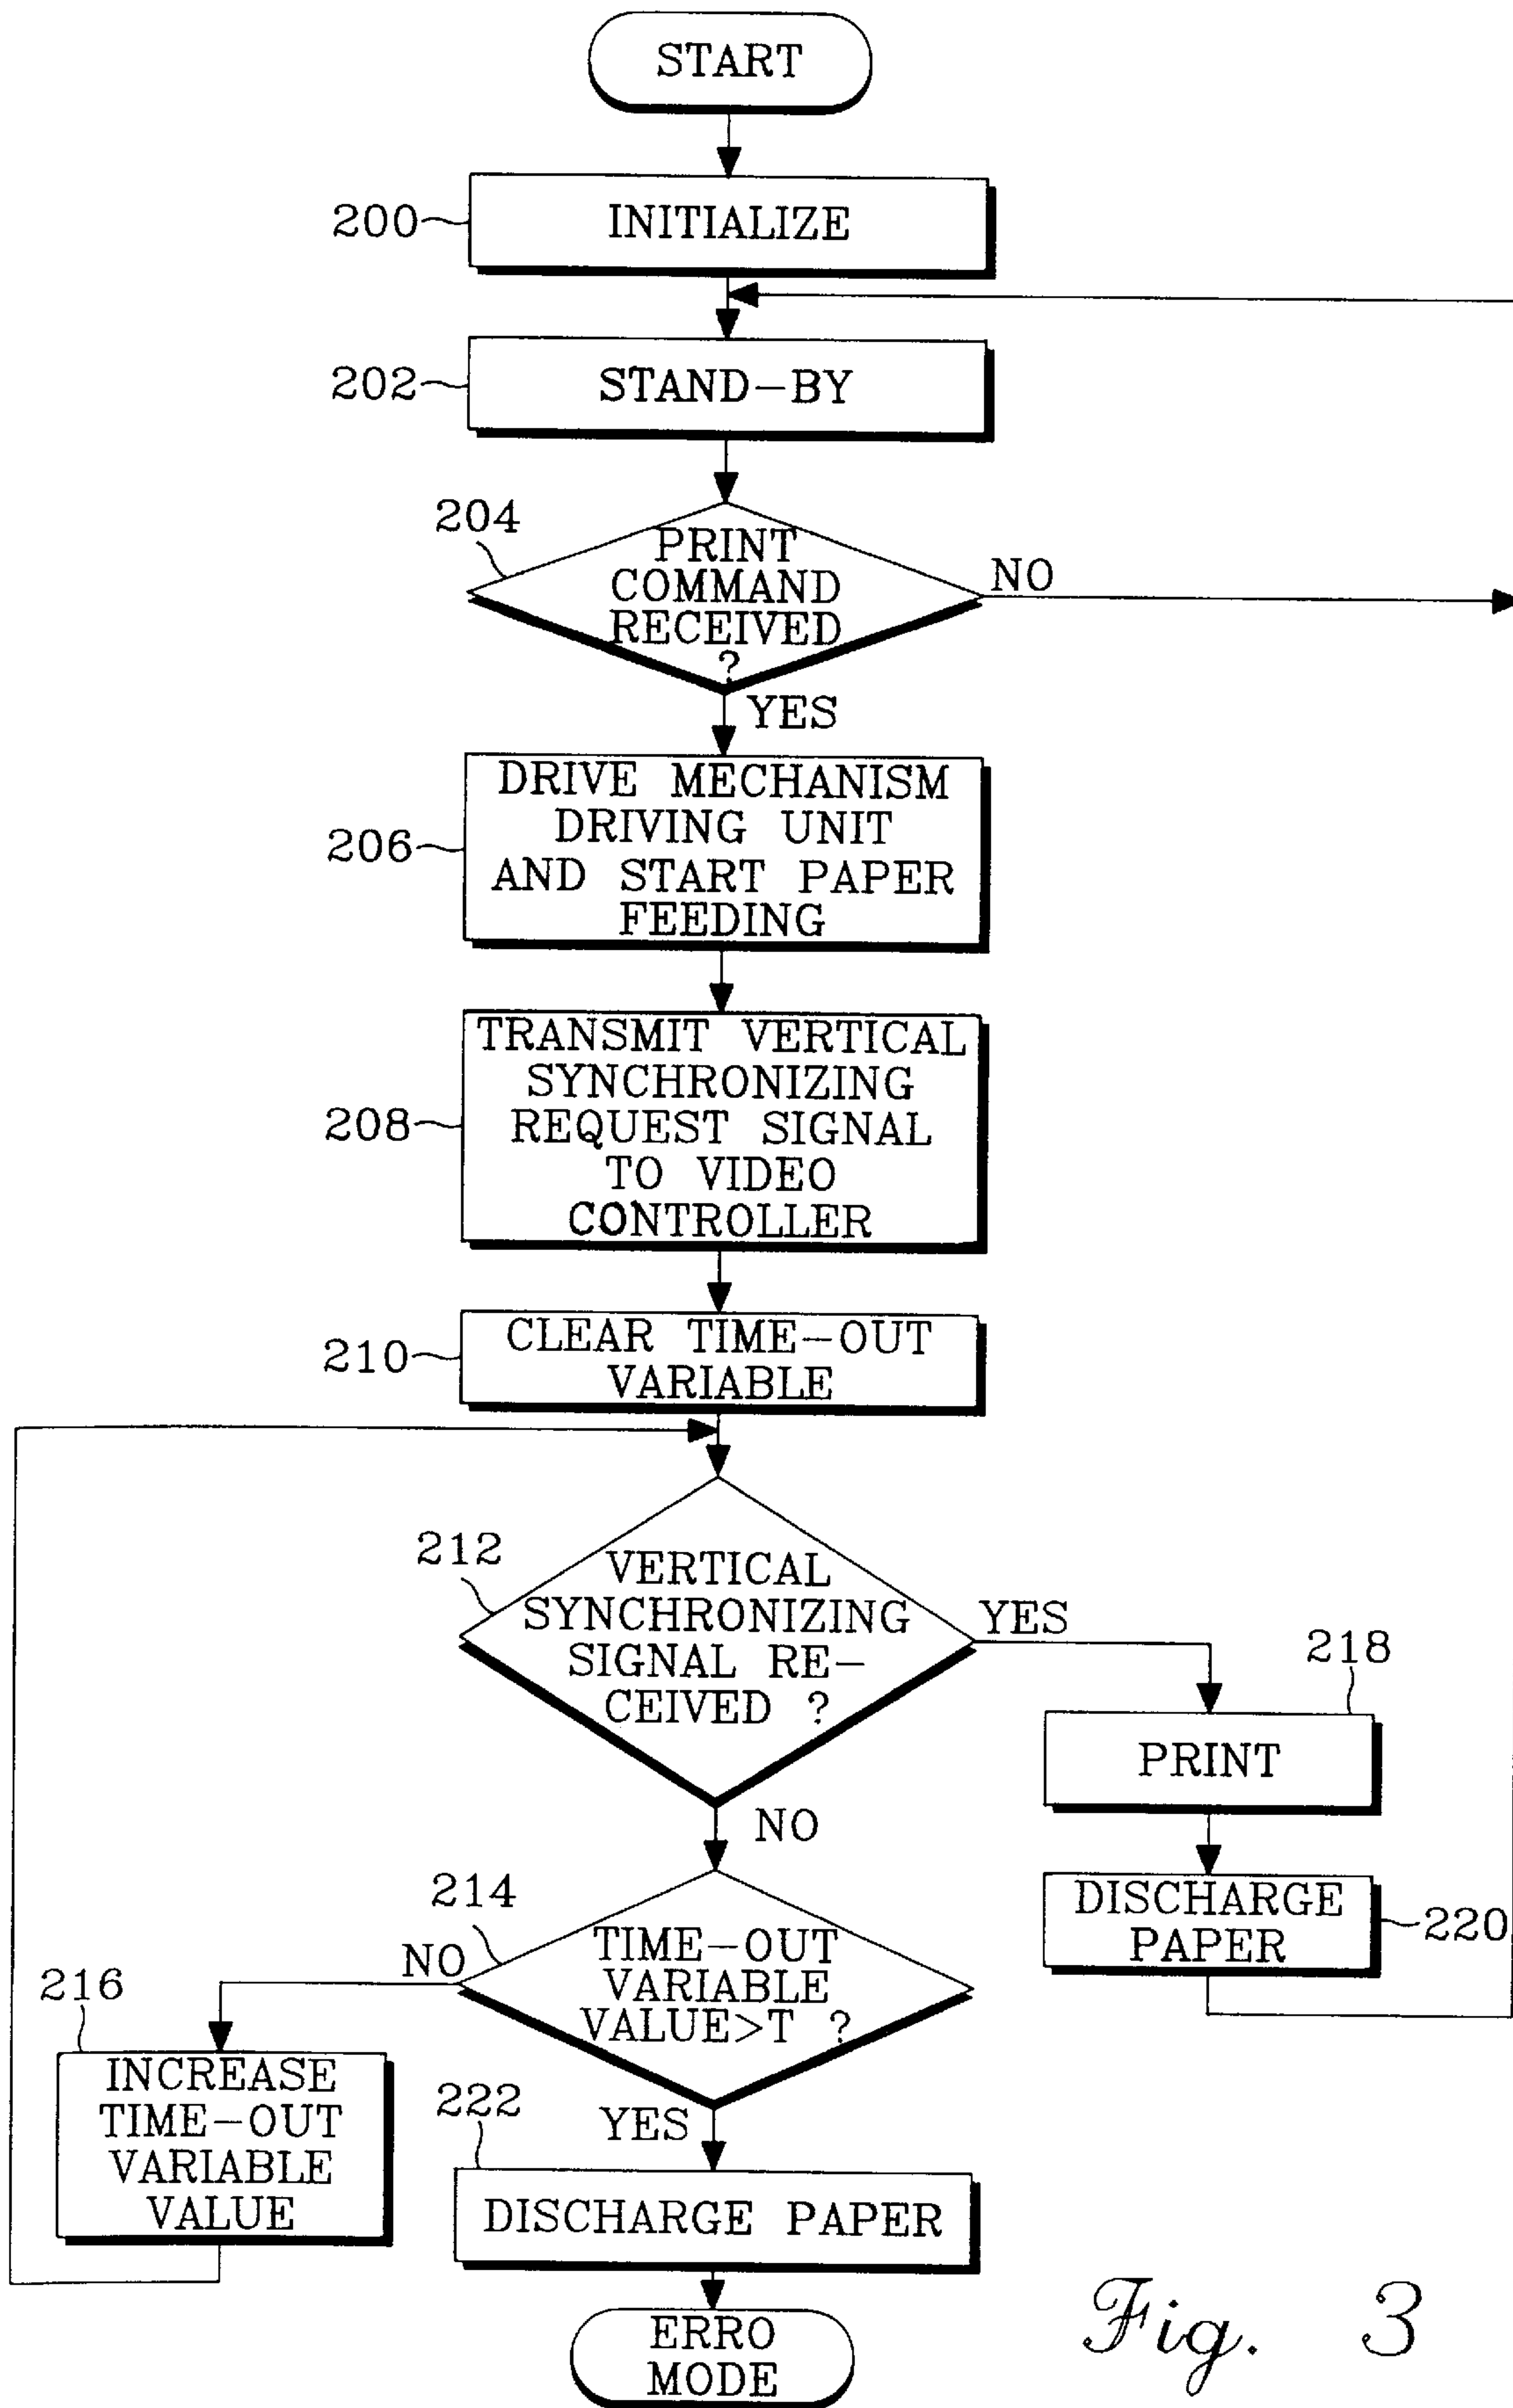 START
200
INITIALIZE
202
STAND-BY
204
PRINT
COMMAND
RECEIVED
?
NO
YES
206
DRIVE MECHANISM
DRIVING UNIT
AND START PAPER
FEEDING
208
TRANSMIT VERTICAL
SYNCHRONIZING
REQUEST SIGNAL
TO VIDEO
CONTROLLER
210
CLEAR TIME-OUT
VARIABLE
212
VERTICAL
SYNCHRONIZING
SIGNAL RE-
CEIVED ?
YES
218
PRINT
NO
DISCHARGE
PAPER
220
214
TIME-OUT
VARIABLE
VALUE>T ?
NO
216
INCREASE
TIME-OUT
VARIABLE
VALUE
YES
222
DISCHARGE PAPER
ERRO
MODE
Fig. 3